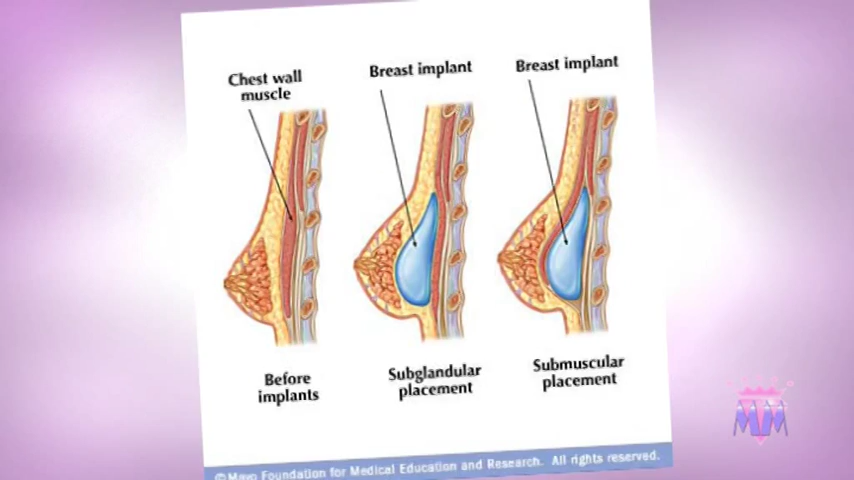 Chest wall
muscle
Breast implant
Breast implant
Before
implants
Subglandular
placement
Submuscular
placement
©Mayo Foundation for Medical Education and Research. All rights reserved.
MM